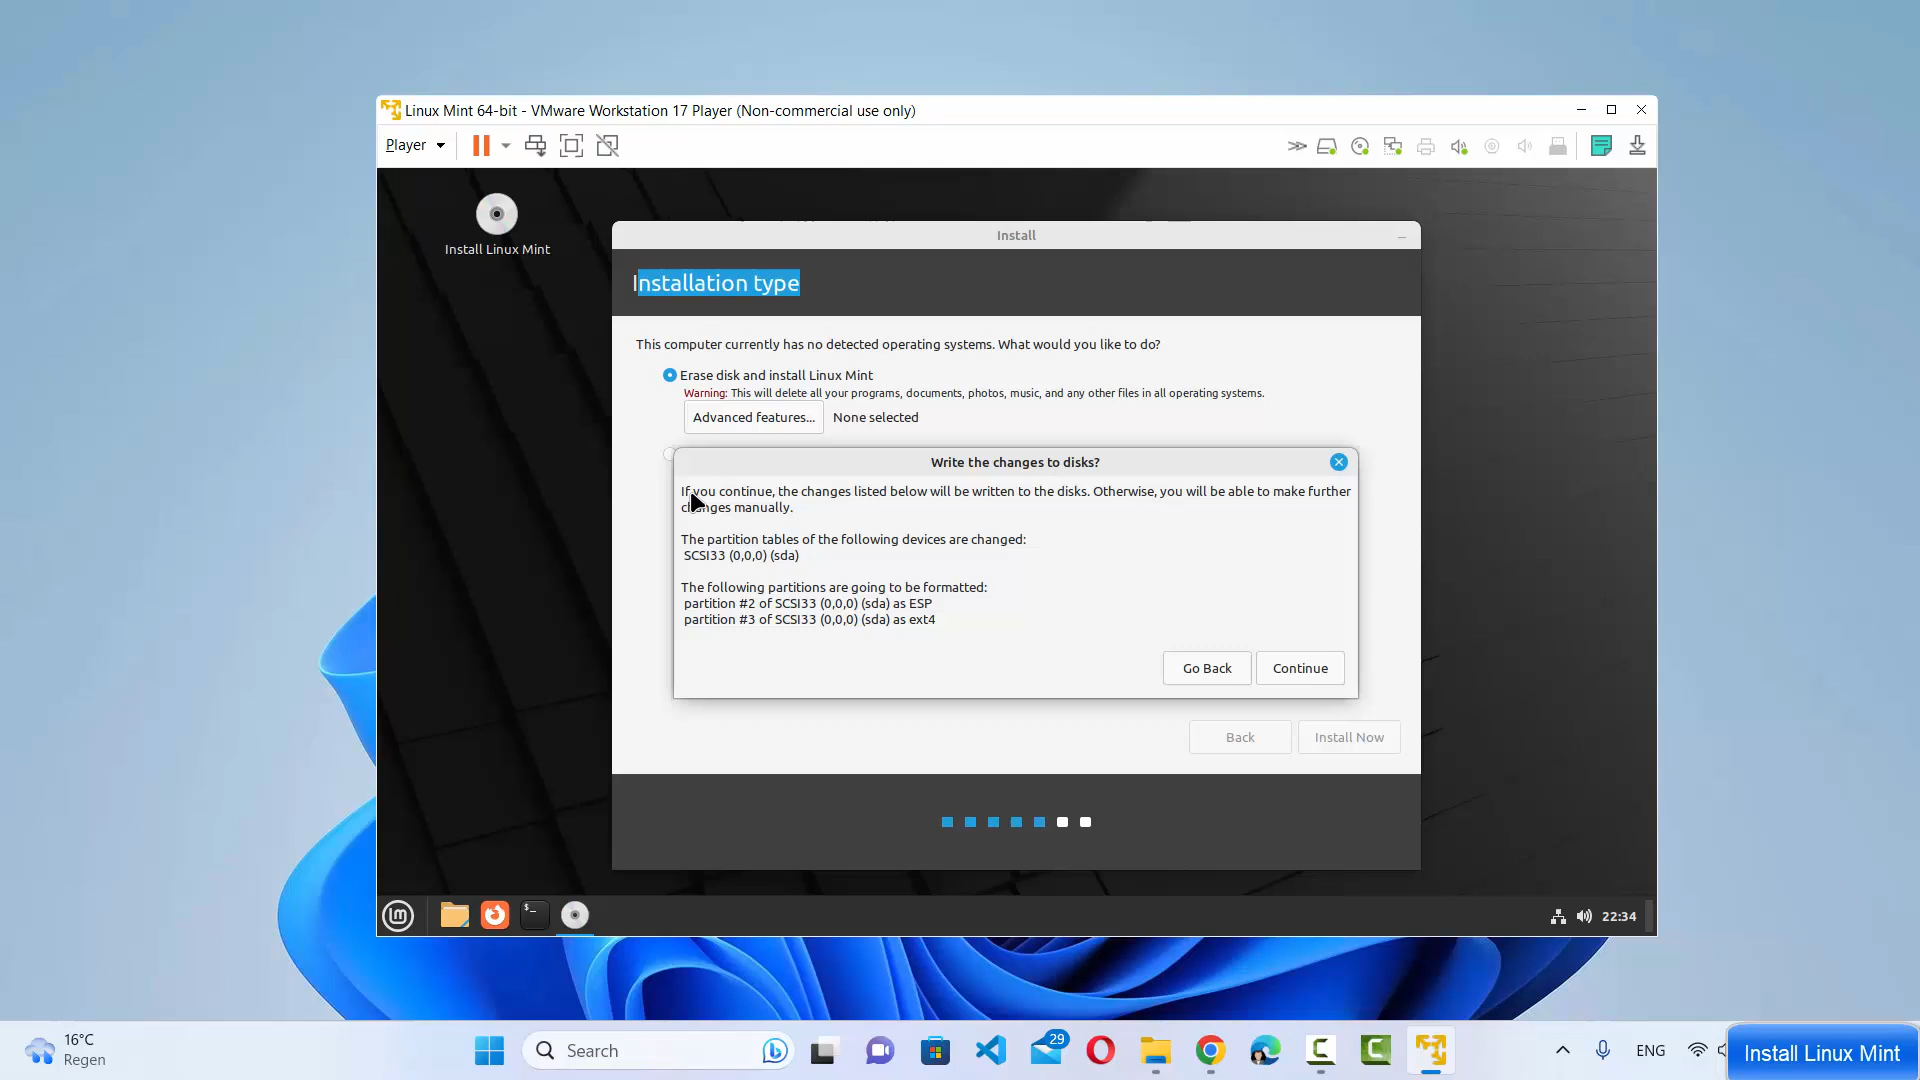 Linux Mint 64-bit - VMware Workstation 17 Player (Non-commercial use only)
Player
Install Linux Mint
Install
Installation type
This computer currently has no detected operating systems. What would you like to do?
Erase disk and install Linux Mint
Warning: This will delete all your programs, documents, photos, music, and any other files in all operating systems.
Advanced features...
None selected
Write the changes to disks?
If you continue, the changes listed below will be written to the disks. Otherwise, you will be able to make further
changes manually.
The partition tables of the following devices are changed:
SCSI33 (0,0,0) (sda)
The following partitions are going to be formatted:
partition #2 of SCSI33 (0,0,0) (sda) as ESP
partition #3 of SCSI33 (0,0,0) (sda) as ext4
Go Back
Continue
Back
Install Now
22:34
16°C
Regen
Search
29
ENG
Install Linux Mint